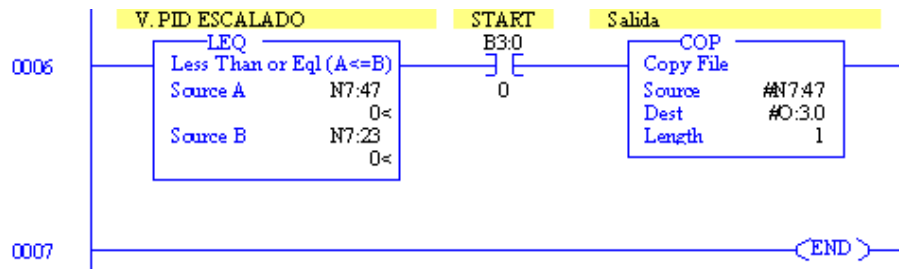 V. PID ESCALADO START Salida
LEQ B3:0 COP
0006 Less Than or Eql (A<=B) Copy File
Source A N7:47 0 Source #N7:47
0< Dest #O:3.0
Source B N7:23 Length 1
0<
0007 END